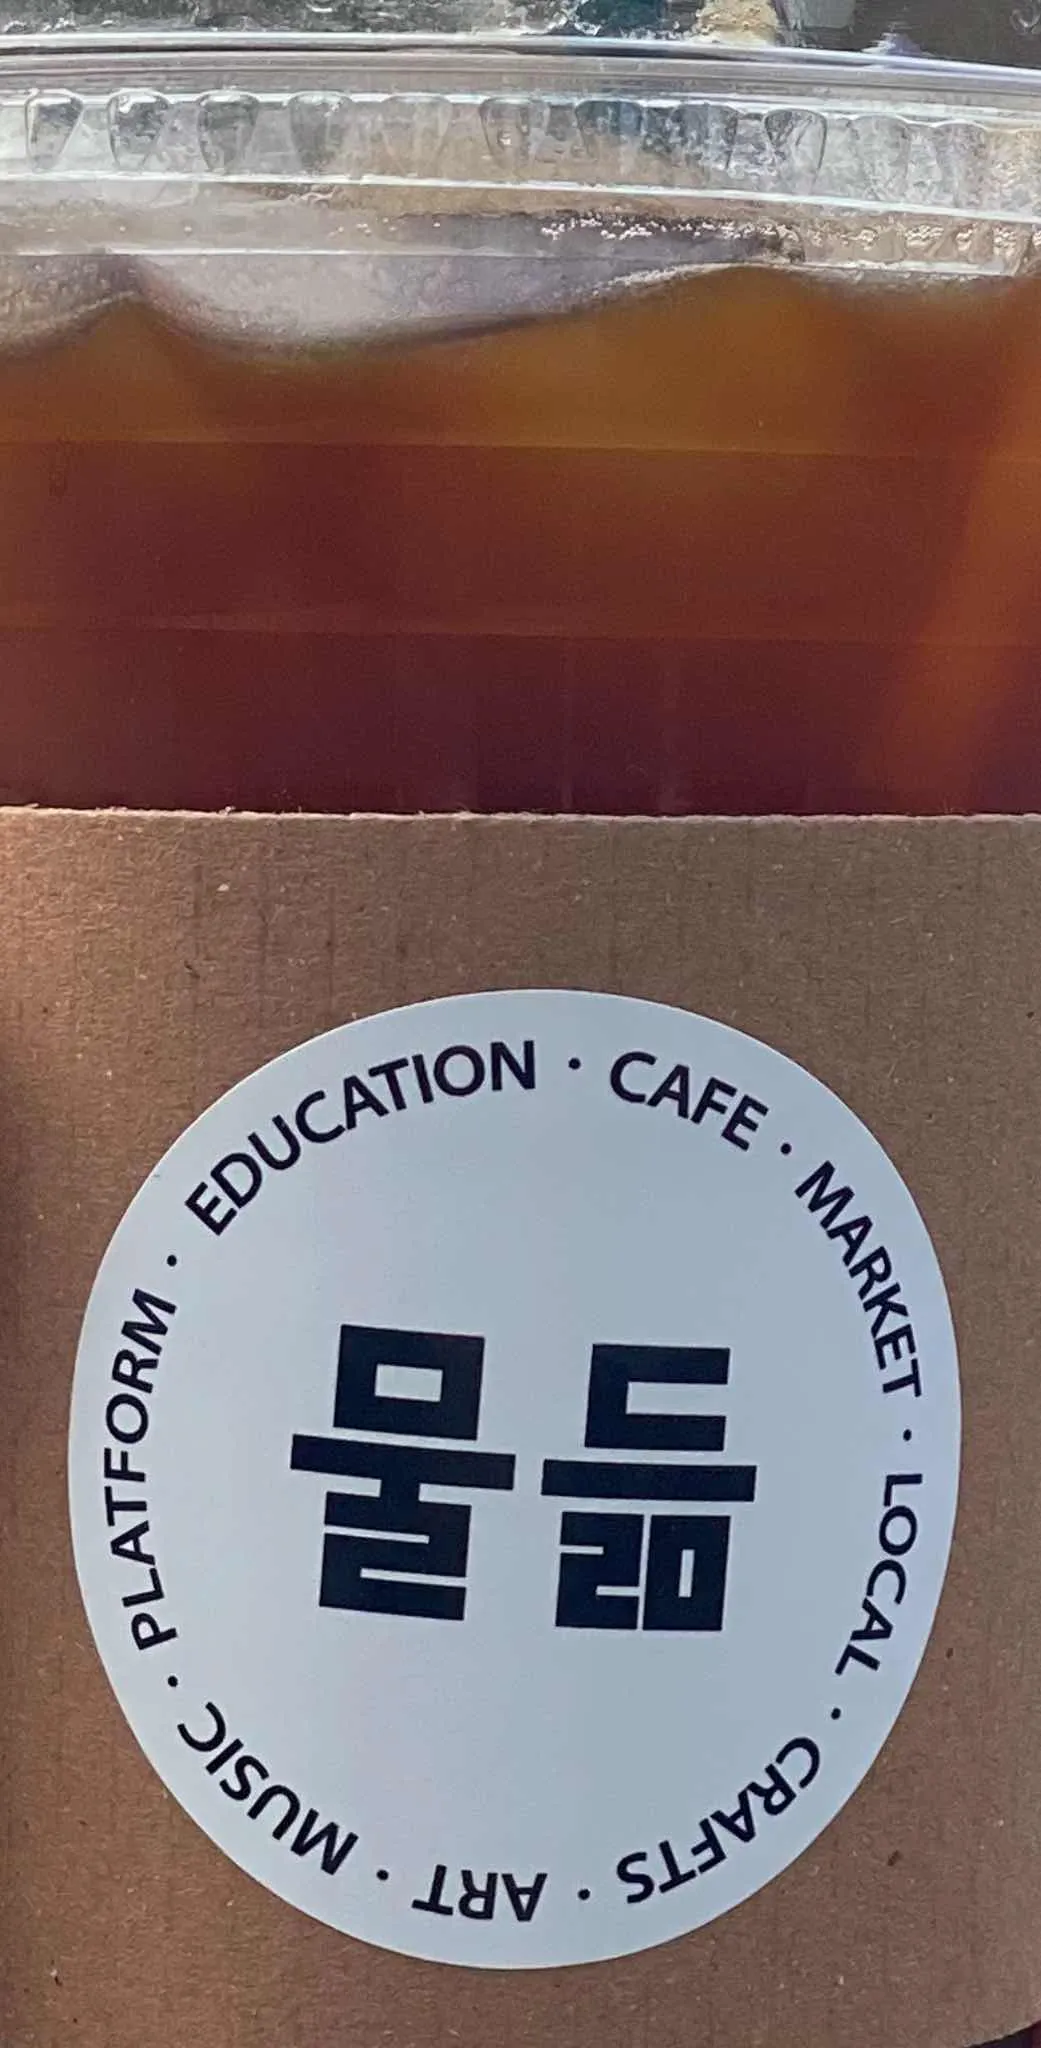 EDUCATION · CAFE · MARKET · LOCAL · CRAFTS · ART · MUSIC · PLATFORM ·
물듦